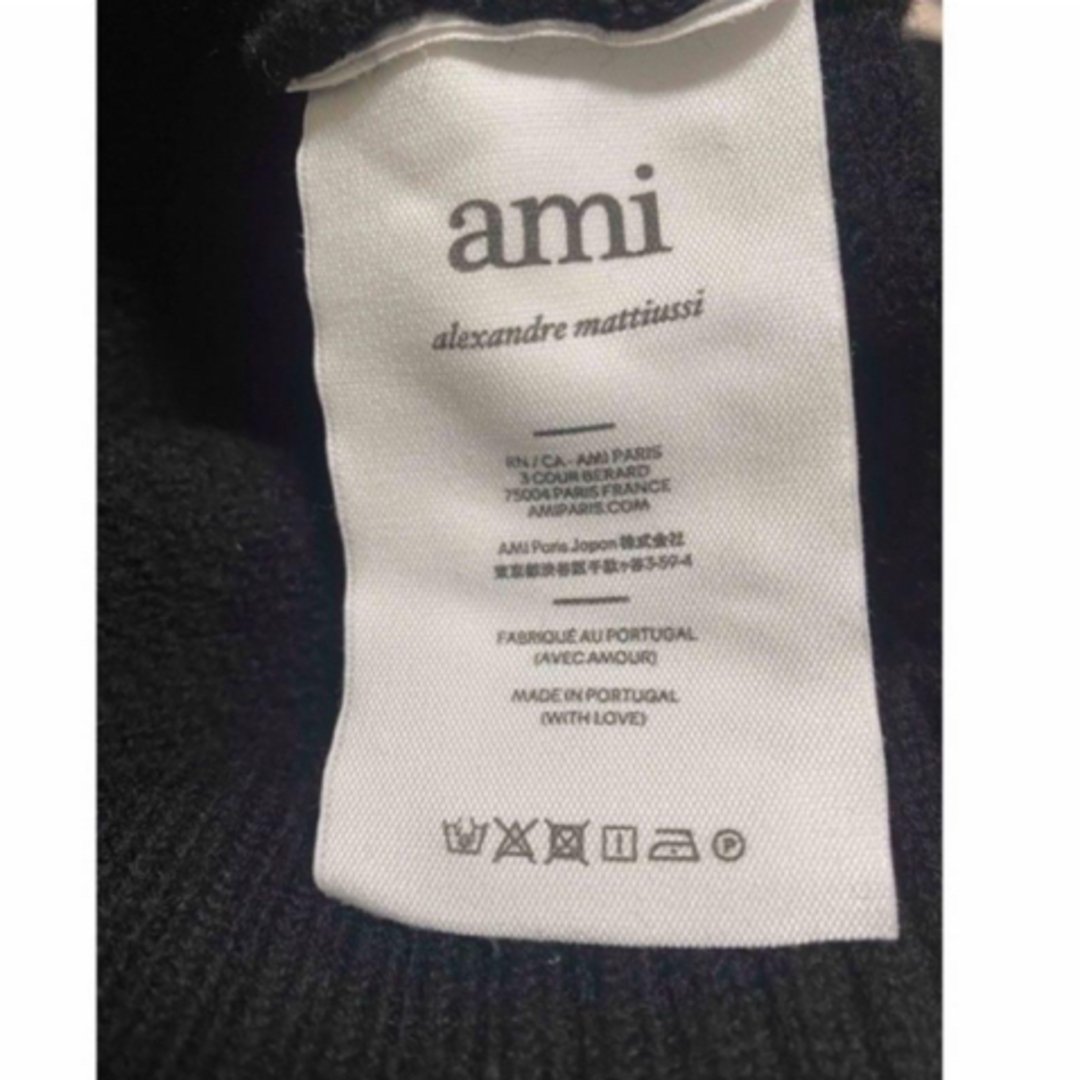 ami
alexandre mattiussi
RN / CA - AMI PARIS
3 COUR BERARD
75004 PARIS FRANCE
AMIPARIS.COM
AMI Paris Japan 株式会社
東京都渋谷区千駄ヶ谷3-59-4
FABRIQUÉ AU PORTUGAL
(AVEC AMOUR)
MADE IN PORTUGAL
(WITH LOVE)
P